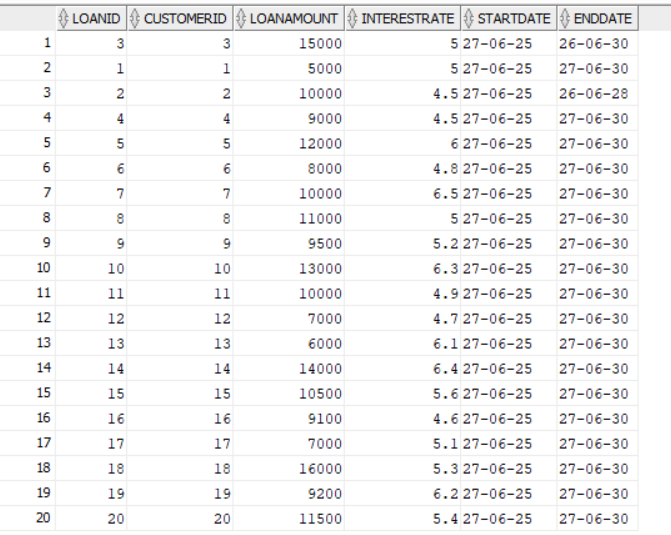 LOANID CUSTOMERID LOANAMOUNT INTERESTRATE STARTDATE ENDDATE
1 3 3 15000 5 27-06-25 26-06-30
2 1 1 5000 5 27-06-25 27-06-30
3 2 2 10000 4.5 27-06-25 26-06-28
4 4 4 9000 4.5 27-06-25 27-06-30
5 5 5 12000 6 27-06-25 27-06-30
6 6 6 8000 4.8 27-06-25 27-06-30
7 7 7 10000 6.5 27-06-25 27-06-30
8 8 8 11000 5 27-06-25 27-06-30
9 9 9 9500 5.2 27-06-25 27-06-30
10 10 10 13000 6.3 27-06-25 27-06-30
11 11 11 10000 4.9 27-06-25 27-06-30
12 12 12 7000 4.7 27-06-25 27-06-30
13 13 13 6000 6.1 27-06-25 27-06-30
14 14 14 14000 6.4 27-06-25 27-06-30
15 15 15 10500 5.6 27-06-25 27-06-30
16 16 16 9100 4.6 27-06-25 27-06-30
17 17 17 7000 5.1 27-06-25 27-06-30
18 18 18 16000 5.3 27-06-25 27-06-30
19 19 19 9200 6.2 27-06-25 27-06-30
20 20 20 11500 5.4 27-06-25 27-06-30